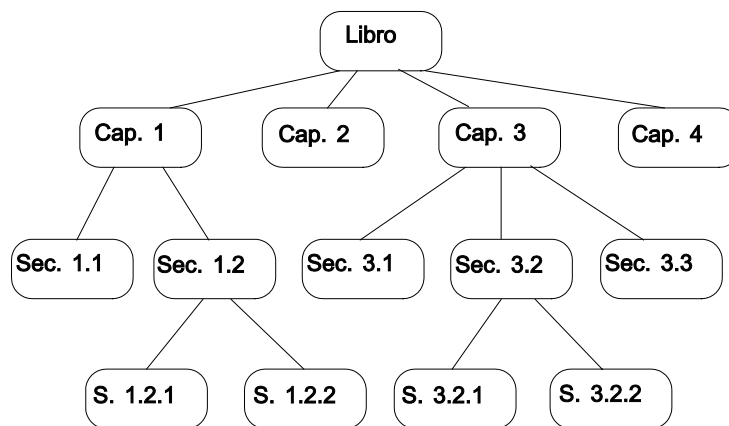 Libro
Cap. 1
Cap. 2
Cap. 3
Cap. 4
Sec. 1.1
Sec. 1.2
Sec. 3.1
Sec. 3.2
Sec. 3.3
S. 1.2.1
S. 1.2.2
S. 3.2.1
S. 3.2.2